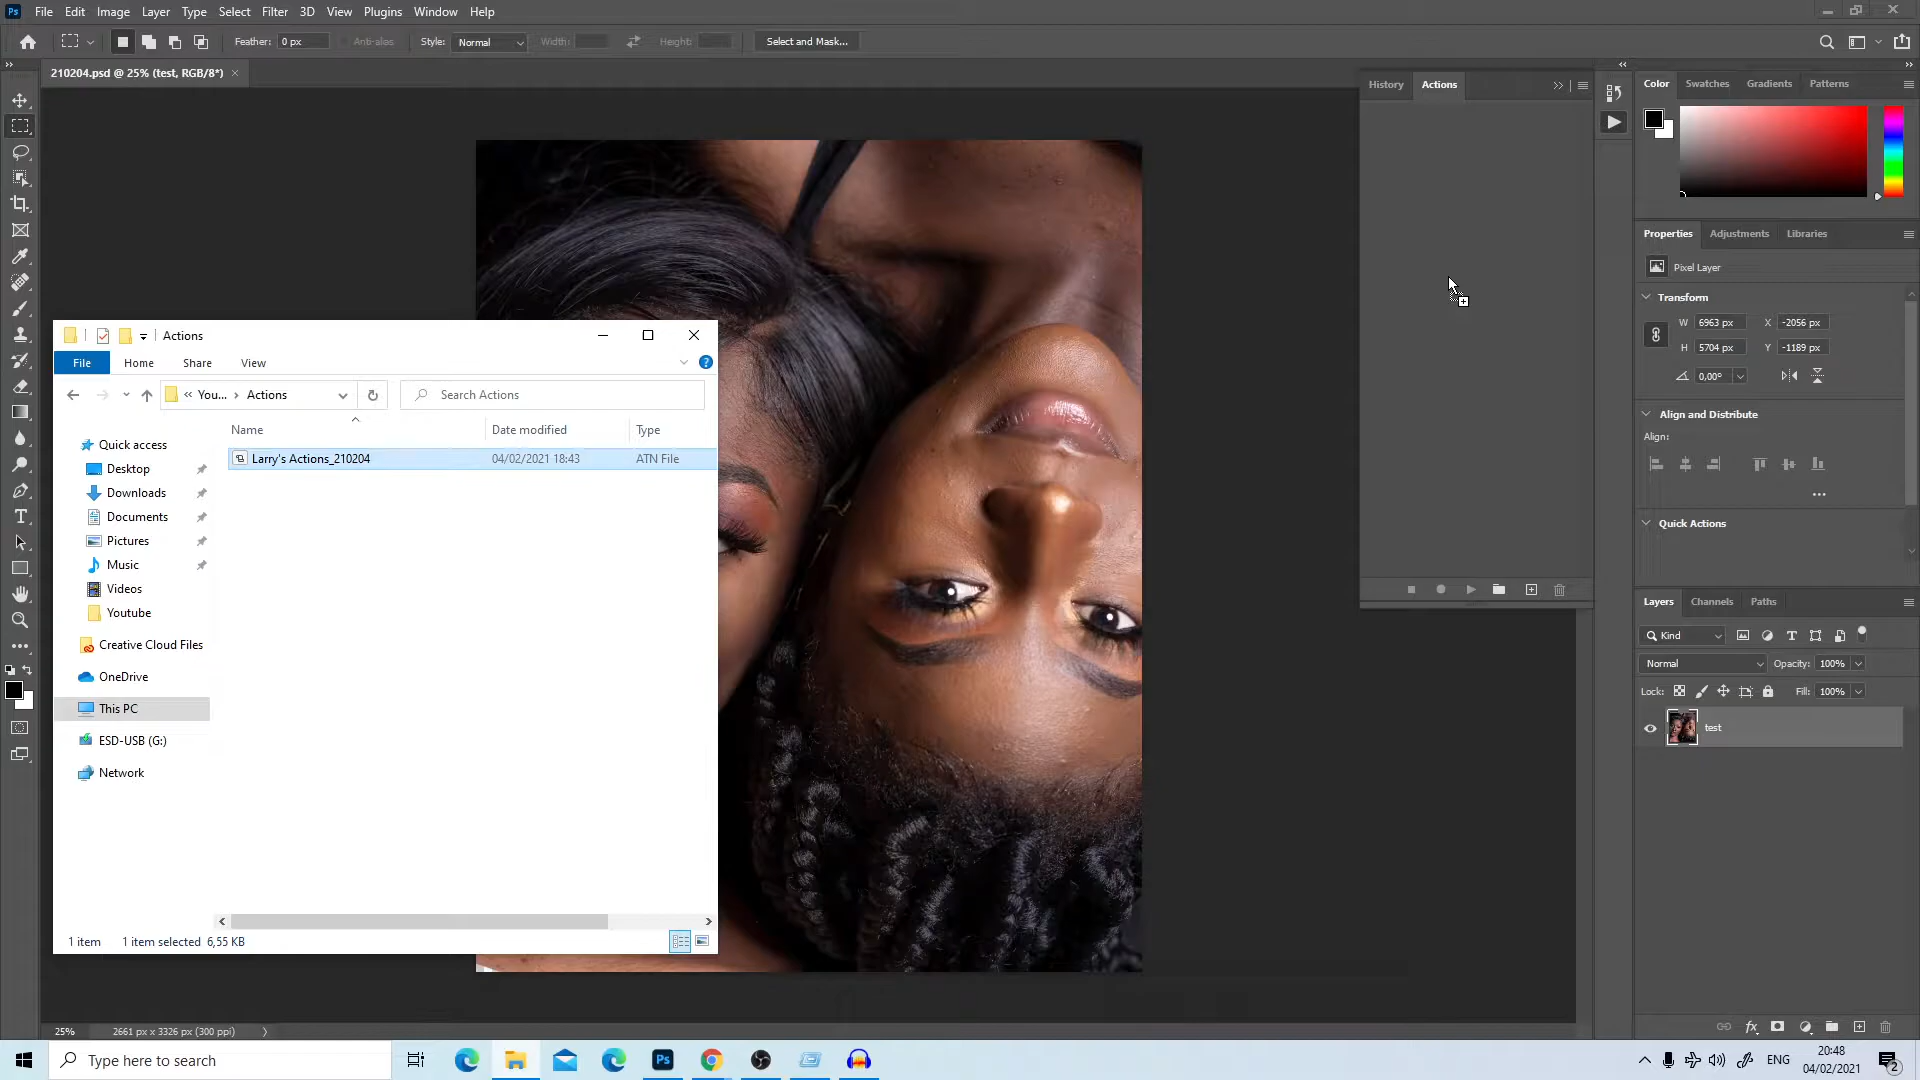 Ps File Edit Image Layer Type Select Filter 3D View Plugins Window Help
Feather: 0 px Anti-alias Style: Normal Width: Height: Select and Mask...
210204.psd @ 25% (test, RGB/8*) ×
History Actions
Color Swatches Gradients Patterns
Properties Adjustments Libraries
Pixel Layer
Transform
W 6963 px X -2056 px
H 5704 px Y -1189 px
0,00°
Align and Distribute
Align:
Quick Actions
Layers Channels Paths
Kind
Normal Opacity: 100%
Lock: Fill: 100%
test
Actions
File Home Share View
« You... › Actions Search Actions
Name Date modified Type
Larry's Actions_210204 04/02/2021 18:43 ATN File
Quick access
Desktop
Downloads
Documents
Pictures
Music
Videos
Youtube
Creative Cloud Files
OneDrive
This PC
ESD-USB (G:)
Network
1 item 1 item selected 6,55 KB
25% 2661 px x 3326 px (300 ppi)
Type here to search
Ps
ENG
20:48
04/02/2021
2